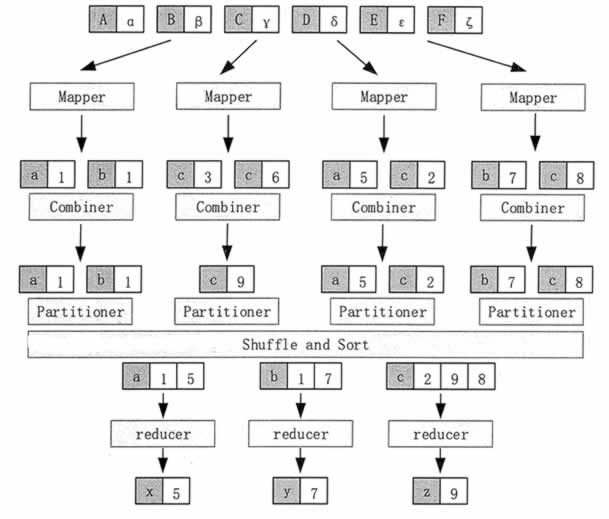 A α B β C γ D δ E ε F ζ
Mapper Mapper Mapper Mapper
a 1 b 1 c 3 c 6 a 5 c 2 b 7 c 8
Combiner Combiner Combiner Combiner
a 1 b 1 c 9 a 5 c 2 b 7 c 8
Partitioner Partitioner Partitioner Partitioner
Shuffle and Sort
a 1 5 b 1 7 c 2 9 8
reducer reducer reducer
x 5 y 7 z 9